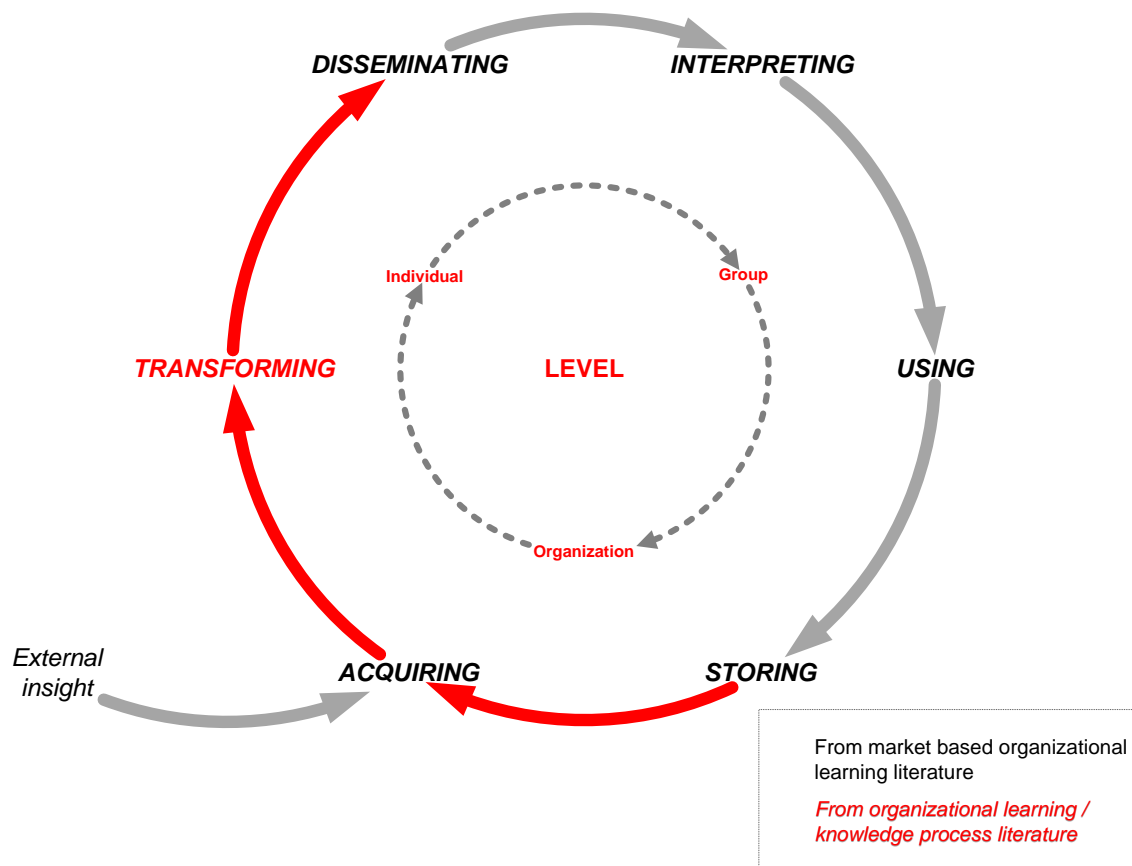 DISSEMINATING
INTERPRETING
Individual
Group
TRANSFORMING
LEVEL
USING
Organization
External
insight
ACQUIRING
STORING
From market based organizational
learning literature
From organizational learning /
knowledge process literature